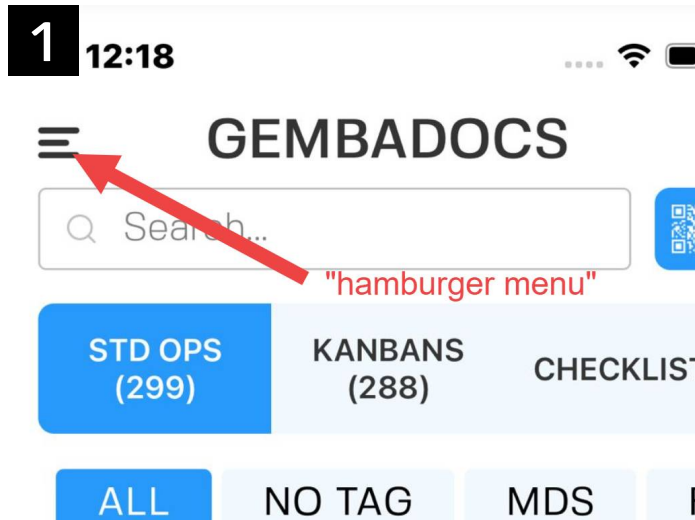 1
12:18
GEMBADOCS
Search...
"hamburger menu"
STD OPS
(299)
KANBANS
(288)
CHECKLIST
ALL
NO TAG
MDS